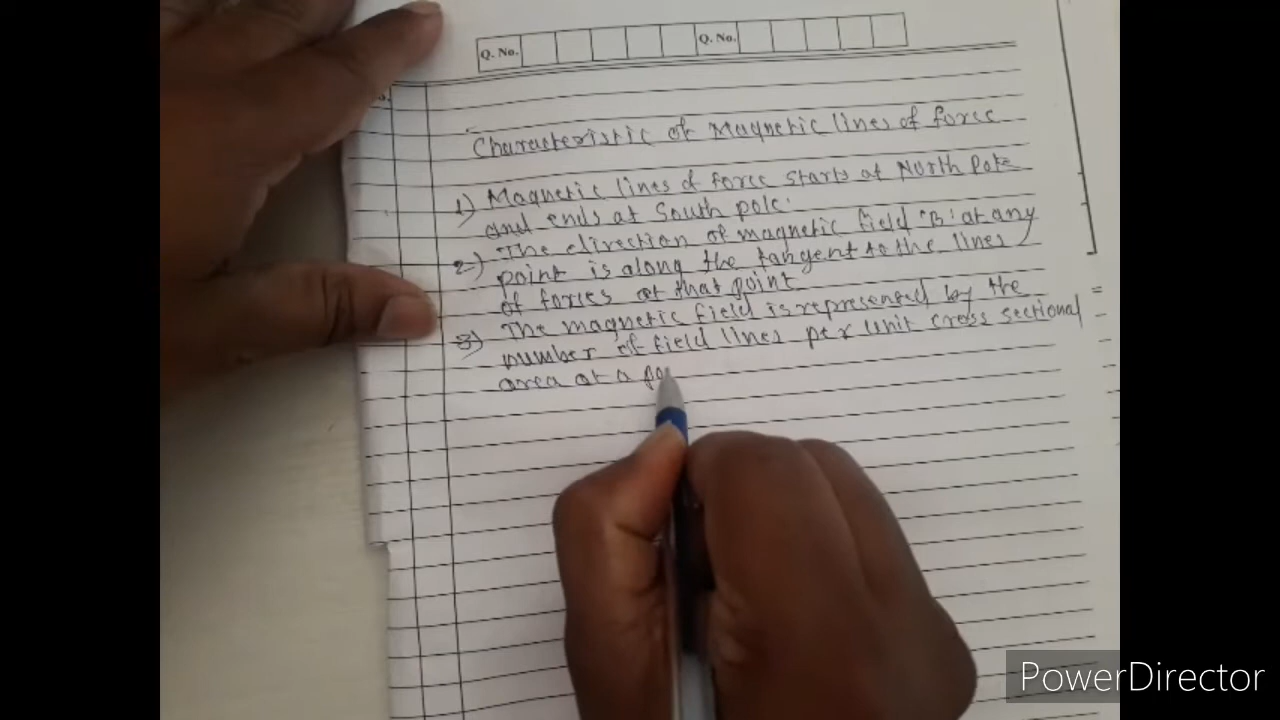 Q. No. Q. No.
Characteristic of Magnetic lines of force
1) Magnetic lines of force starts at North Pole
and ends at South pole.
2) The direction of magnetic field 'B' at any
point is along the tangent to the lines
of forces at that point
3) The magnetic field is represented by the
number of field lines per unit cross sectional
area at a po
PowerDirector